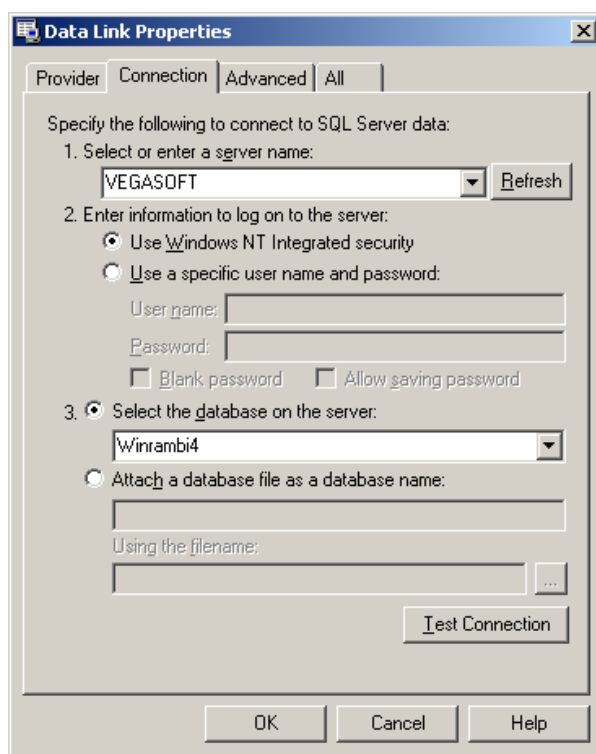 Data Link Properties
Provider Connection Advanced All
Specify the following to connect to SQL Server data:
1. Select or enter a server name:
VEGASOFT Refresh
2. Enter information to log on to the server:
Use Windows NT Integrated security
Use a specific user name and password:
User name:
Password:
Blank password Allow saving password
3. Select the database on the server:
Winrambi4
Attach a database file as a database name:
Using the filename:
...
Test Connection
OK Cancel Help